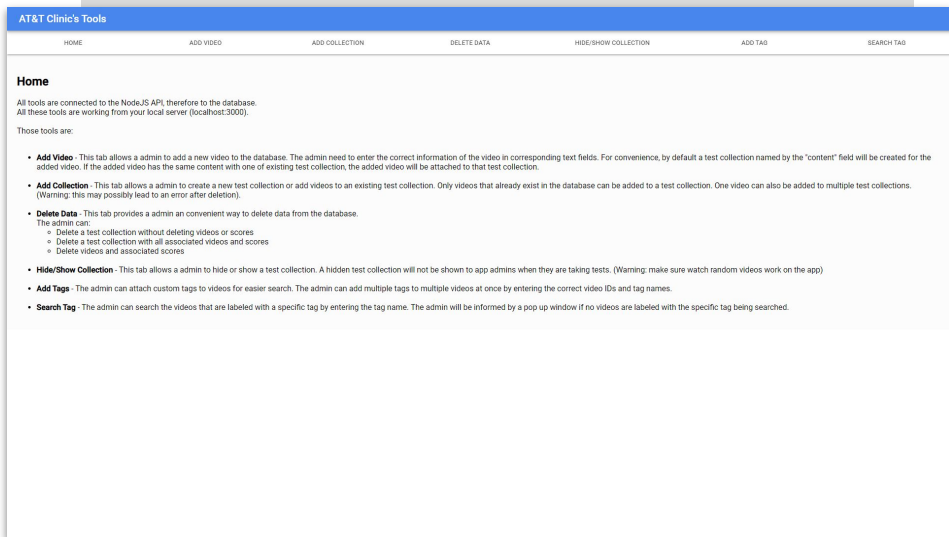 AT&T Clinic's Tools
HOME ADD VIDEO ADD COLLECTION DELETE DATA HIDE/SHOW COLLECTION ADD TAG SEARCH TAG
Home
All tools are connected to the NodeJS API, therefore to the database.
All these tools are working from your local server (localhost:3000).
Those tools are:
• Add Video - This tab allows a admin to add a new video to the database. The admin need to enter the correct information of the video in corresponding text fields. For convenience, by default a test collection named by the "content" field will be created for the
added video. If the added video has the same content with one of existing test collection, the added video will be attached to that test collection.
• Add Collection - This tab allows a admin to create a new test collection or add videos to an existing test collection. Only videos that already exist in the database can be added to a test collection. One video can also be added to multiple test collections.
(Warning: this may possibly lead to an error after deletion).
• Delete Data - This tab provides a admin an convenient way to delete data from the database.
The admin can:
◦ Delete a test collection without deleting videos or scores
◦ Delete a test collection with all associated videos and scores
◦ Delete videos and associated scores
• Hide/Show Collection - This tab allows a admin to hide or show a test collection. A hidden test collection will not be shown to app admins when they are taking tests. (Warning: make sure watch random videos work on the app)
• Add Tags - The admin can attach custom tags to videos for easier search. The admin can add multiple tags to multiple videos at once by entering the correct video IDs and tag names.
• Search Tag - The admin can search the videos that are labeled with a specific tag by entering the tag name. The admin will be informed by a pop up window if no videos are labeled with the specific tag being searched.